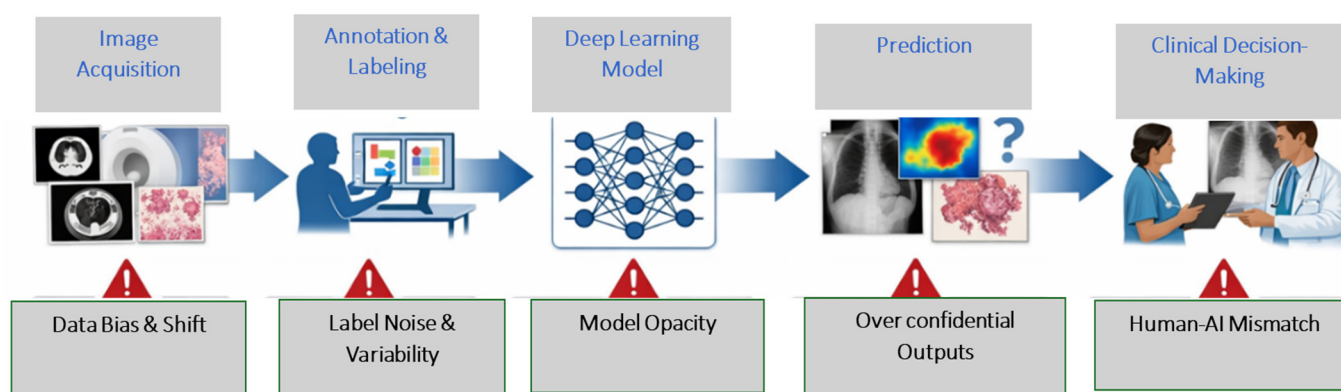 Image
Acquisition
Annotation &
Labeling
Deep Learning
Model
Prediction
Clinical Decision-
Making
?
Data Bias & Shift
Label Noise &
Variability
Model Opacity
Over confidential
Outputs
Human-AI Mismatch